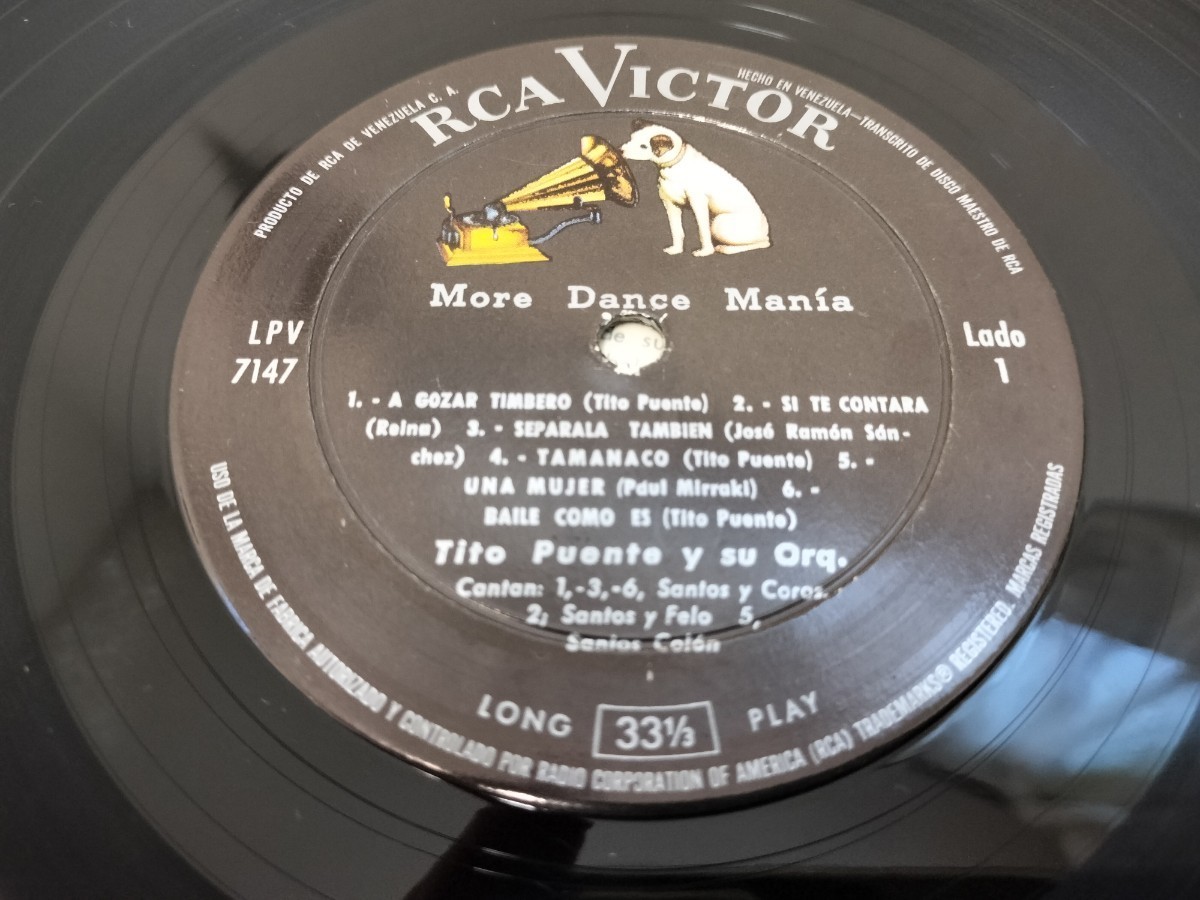 PRODUCTO DE RCA DE VENEZUELA C. A.
RCA VICTOR
HECHO EN VENEZUELA—TRANSCRITO DE DISCO MAESTRO DE RCA
More Dance Manía
LPV
7147
Lado
1
1. - A GOZAR TIMBERO (Tito Puente) 2. - SI TE CONTARA
(Reina) 3. - SEPARALA TAMBIEN (José Ramón Sán-
chez) 4. - TAMANACO (Tito Puente) 5. -
UNA MUJER (Paul Mirraki) 6. -
BAILE COMO ES (Tito Puente)
Tito Puente y su Orq.
Cantan: 1,-3,-6, Santos y Coros.
2; Santos y Felo 5,
Santos Colón
LONG 33⅓ PLAY
USO DE LA MARCA DE FABRICA AUTORIZADO Y CONTROLADO POR RADIO CORPORATION OF AMERICA (RCA) TRADEMARKS® REGISTERED. MARCAS REGISTRADAS